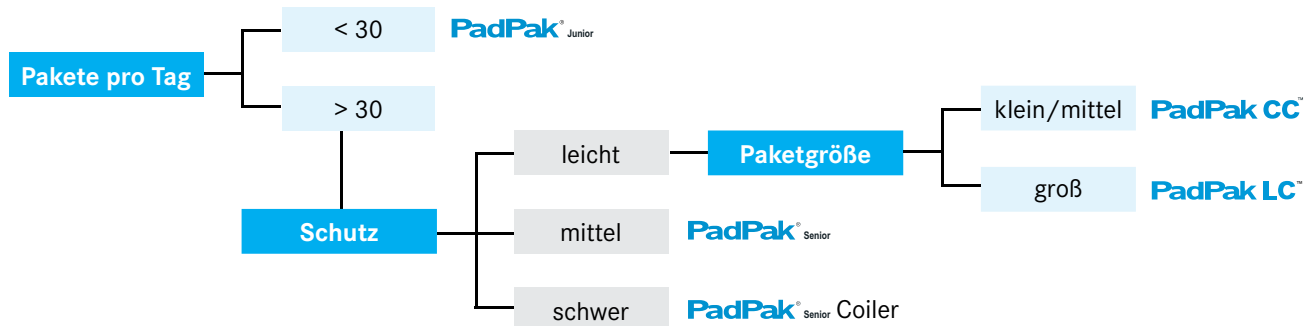 < 30 PadPak® Junior
Pakete pro Tag
> 30
klein/mittel PadPak CC™
leicht Paketgröße
groß PadPak LC™
Schutz mittel PadPak® Senior
schwer PadPak® Senior Coiler